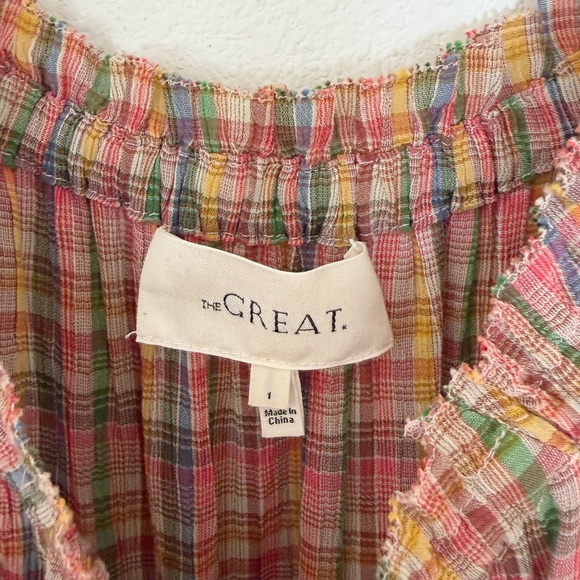 THE GREAT.
1
Made In
China